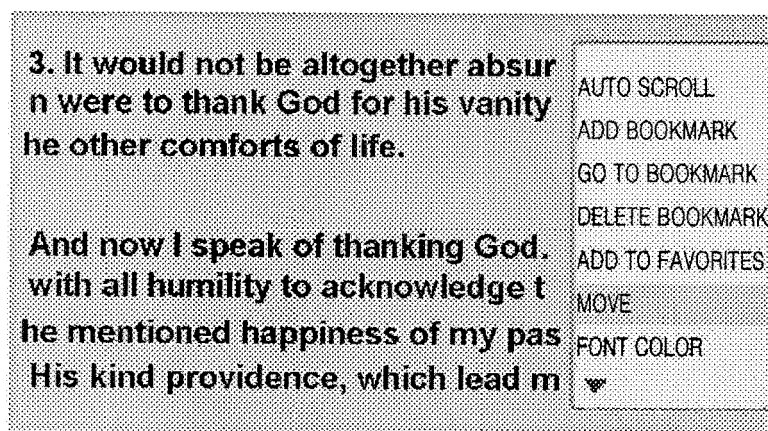 3. It would not be altogether absur
n were to thank God for his vanity
he other comforts of life.
And now I speak of thanking God.
with all humility to acknowledge t
he mentioned happiness of my pas
His kind providence, which lead m
AUTO SCROLL
ADD BOOKMARK
GO TO BOOKMARK
DELETE BOOKMARK
ADD TO FAVORITES
MOVE
FONT COLOR